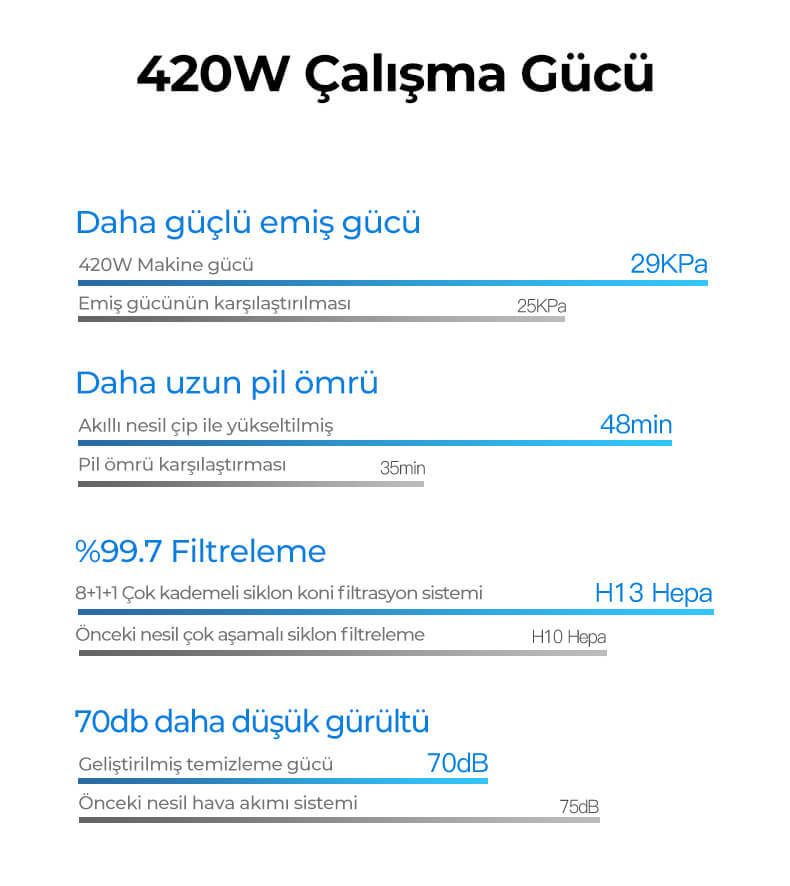 420W Çalışma Gücü
Daha güçlü emiş gücü
420W Makine gücü
29KPa
Emiş gücünün karşılaştırılması
25KPa
Daha uzun pil ömrü
Akıllı nesil çip ile yükseltilmiş
48min
Pil ömrü karşılaştırması
35min
%99.7 Filtreleme
8+1+1 Çok kademeli siklon koni filtrasyon sistemi
H13 Hepa
Önceki nesil çok aşamalı siklon filtreleme
H10 Hepa
70db daha düşük gürültü
Geliştirilmiş temizleme gücü
70dB
Önceki nesil hava akımı sistemi
75dB